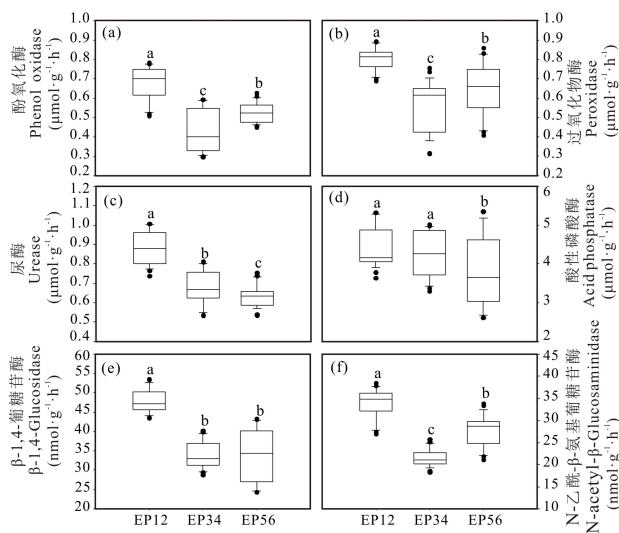 酚氧化酶
Phenol oxidase
(μmol·g⁻¹·h⁻¹)
1.0
0.9
0.8
0.7
0.6
0.5
0.4
0.3
0.2
(a)
a
c
b
(b)
a
c
b
1.0
0.9
0.8
0.7
0.6
0.5
0.4
0.3
0.2
过氧化物酶
Peroxidase
(μmol·g⁻¹·h⁻¹)
尿酶
Urease
(μmol·g⁻¹·h⁻¹)
1.2
1.1
1.0
0.9
0.8
0.7
0.6
0.5
0.4
(c)
a
b
c
(d)
a
a
b
6
5
4
3
2
酸性磷酸酶
Acid phosphatase
(μmol·g⁻¹·h⁻¹)
β-1,4-葡糖苷酶
β-1,4-Glucosidase
(nmol·g⁻¹·h⁻¹)
60
55
50
45
40
35
30
25
20
(e)
a
b
b
(f)
a
c
b
45
40
35
30
25
20
15
10
N-乙酰-β-氨基葡糖苷酶
N-acetyl-β-Glucosaminidase
(nmol·g⁻¹·h⁻¹)
EP12 EP34 EP56
EP12 EP34 EP56